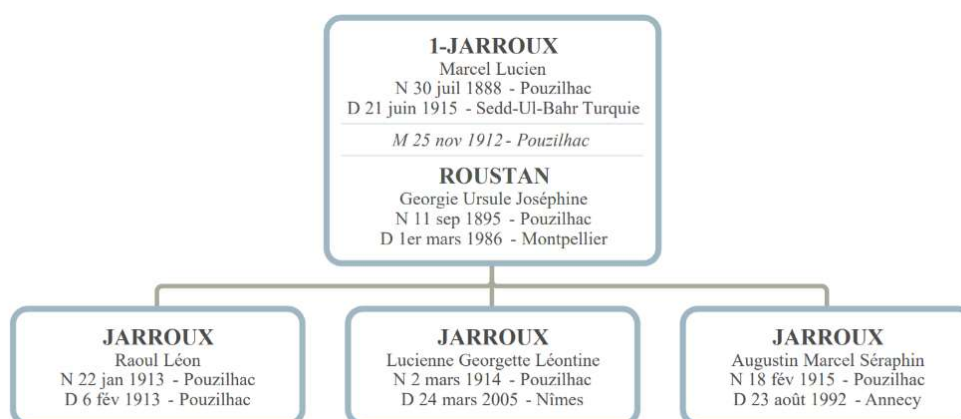 1-JARROUX
Marcel Lucien
N 30 juil 1888 - Pouzilhac
D 21 juin 1915 - Sedd-Ul-Bahr Turquie
M 25 nov 1912 - Pouzilhac
ROUSTAN
Georgie Ursule Joséphine
N 11 sep 1895 - Pouzilhac
D 1er mars 1986 - Montpellier
JARROUX
Raoul Léon
N 22 jan 1913 - Pouzilhac
D 6 fév 1913 - Pouzilhac
JARROUX
Lucienne Georgette Léontine
N 2 mars 1914 - Pouzilhac
D 24 mars 2005 - Nîmes
JARROUX
Augustin Marcel Séraphin
N 18 fév 1915 - Pouzilhac
D 23 août 1992 - Annecy